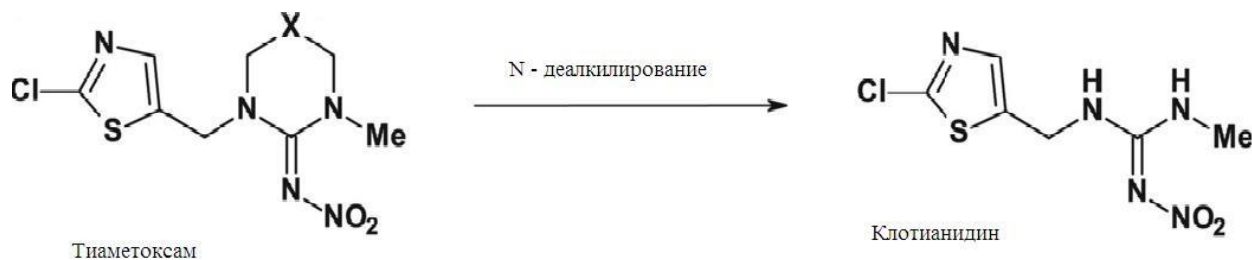 X
N
N
N
Me
Cl
S
N
NO2
Тиаметоксам
N - деалкилирование
N
H
H
N
N
Me
Cl
S
N
NO2
Клотианидин